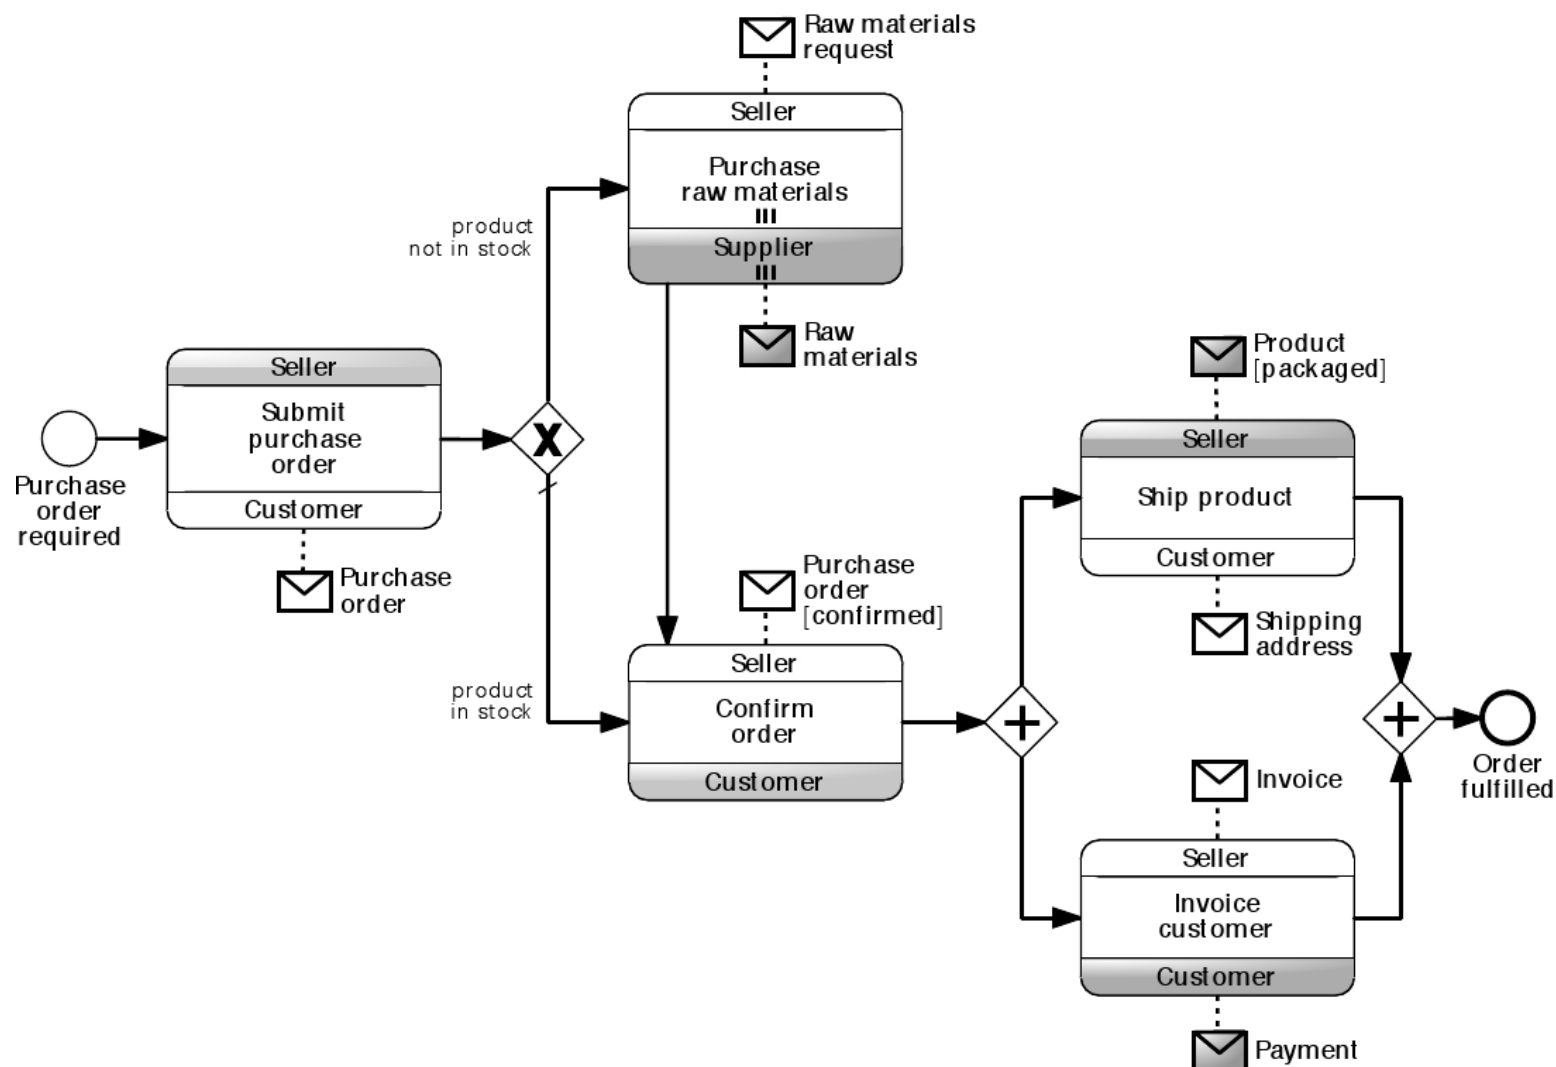 Raw materials
request
Seller
Purchase
raw materials
Supplier
product
not in stock
Raw
materials
Seller
Submit
purchase
order
Customer
Purchase
order
required
Purchase
order
X
Product
[packaged]
Seller
Ship product
Customer
Shipping
address
Purchase
order
[confirmed]
Seller
Confirm
order
Customer
product
in stock
Invoice
Seller
Invoice
customer
Customer
Payment
Order
fulfilled